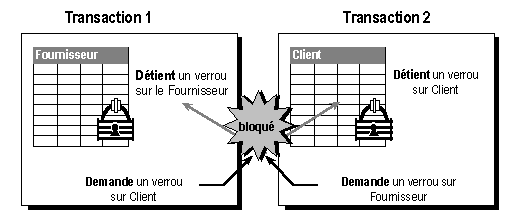 Transaction 1
Transaction 2
Fournisseur
Détient un verrou
sur le Fournisseur
Client
Détient un verrou
sur Client
bloqué
Demande un verrou
sur Client
Demande un verrou sur
Fournisseur